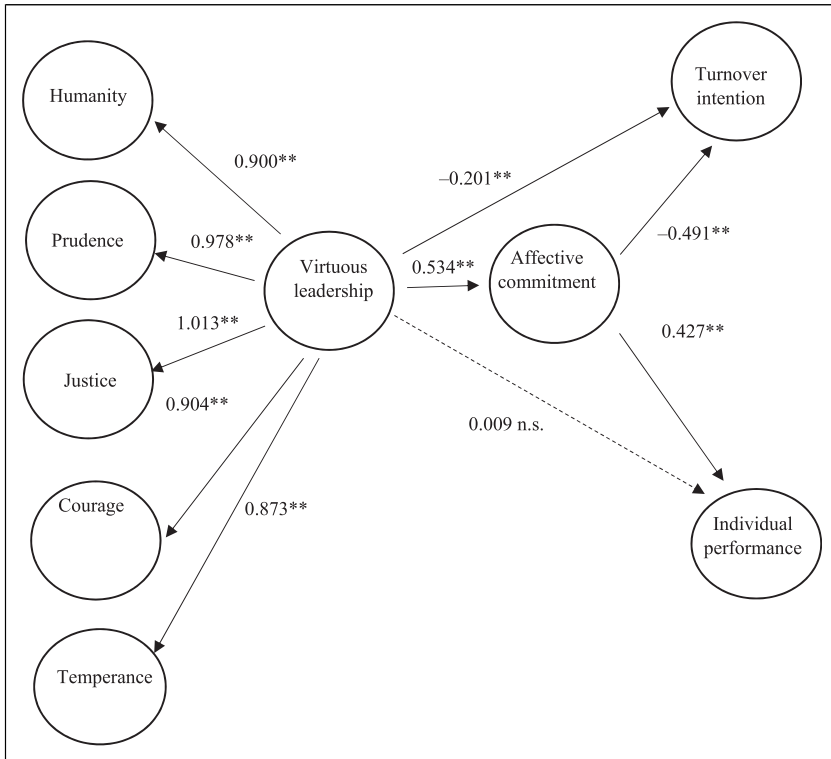 Humanity
Prudence
Justice
Courage
Temperance
0.900**
0.978**
1.013**
0.904**
0.873**
Virtuous
leadership
–0.201**
0.534**
0.009 n.s.
Affective
commitment
–0.491**
0.427**
Turnover
intention
Individual
performance